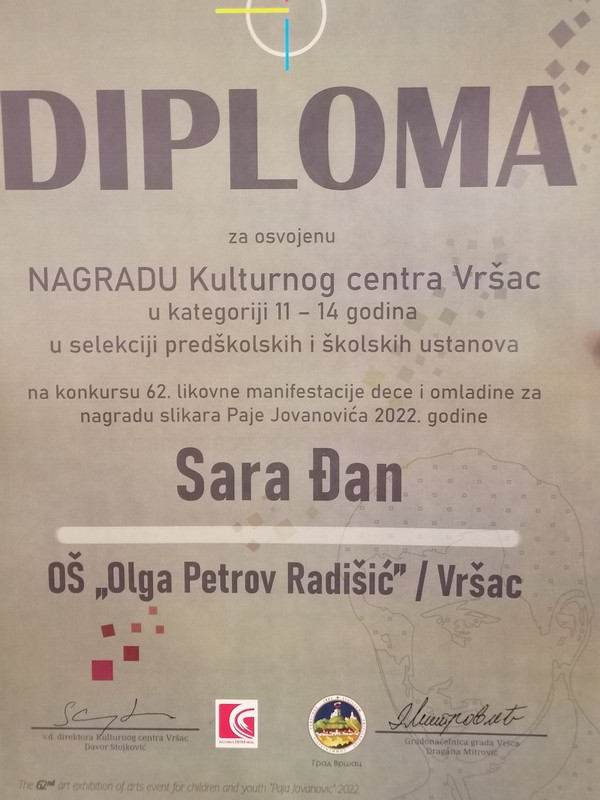 DIPLOMA
za osvojenu
NAGRADU Kulturnog centra Vršac
u kategoriji 11 – 14 godina
u selekciji predškolskih i školskih ustanova
na konkursu 62. likovne manifestacije dece i omladine za
nagradu slikara Paje Jovanovića 2022. godine
Sara Đan
OŠ „Olga Petrov Radišić” / Vršac
v.d. direktora Kulturnog centra Vršac
Davor Stojković
Град Вршац
Gradonačelnica grada Vršca
Dragana Mitrović
The 62nd art exhibition of arts event for children and youth "Paja Jovanovic" 2022